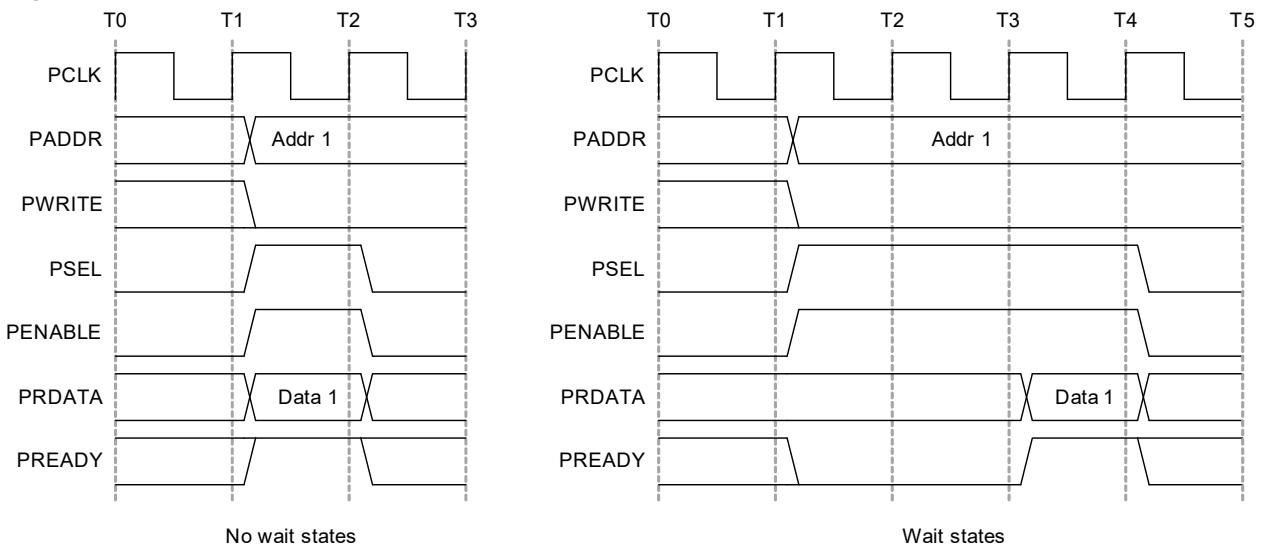 T0 T1 T2 T3 T0 T1 T2 T3 T4 T5
PCLK PCLK
PADDR Addr 1 PADDR Addr 1
PWRITE PWRITE
PSEL PSEL
PENABLE PENABLE
PRDATA Data 1 PRDATA Data 1
PREADY PREADY
No wait states Wait states